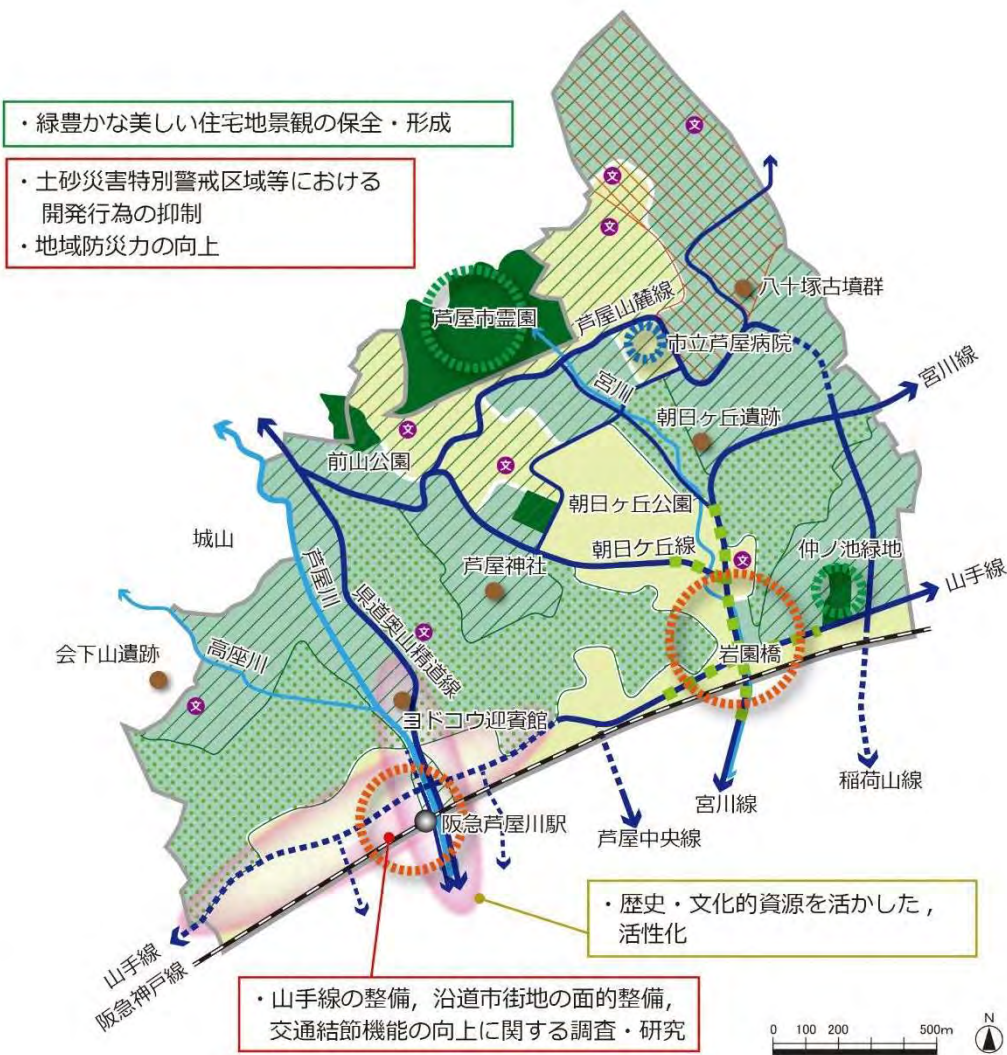 ・緑豊かな美しい住宅地景観の保全・形成
・土砂災害特別警戒区域等における
開発行為の抑制
・地域防災力の向上
文
文
文
八十塚古墳群
芦屋市霊園
芦屋山麓線
市立芦屋病院
宮川
宮川線
朝日ヶ丘遺跡
文
前山公園
文
朝日ヶ丘公園
城山
芦屋川
芦屋神社
朝日ケ丘線
文
仲ノ池緑地
山手線
県道奥山精道線
文
会下山遺跡
高座川
文
岩園橋
ヨドコウ迎賓館
稲荷山線
宮川線
阪急芦屋川駅
芦屋中央線
・歴史・文化的資源を活かした,
活性化
山手線
阪急神戸線
・山手線の整備,沿道市街地の面的整備,
交通結節機能の向上に関する調査・研究
0 100 200 500m
N